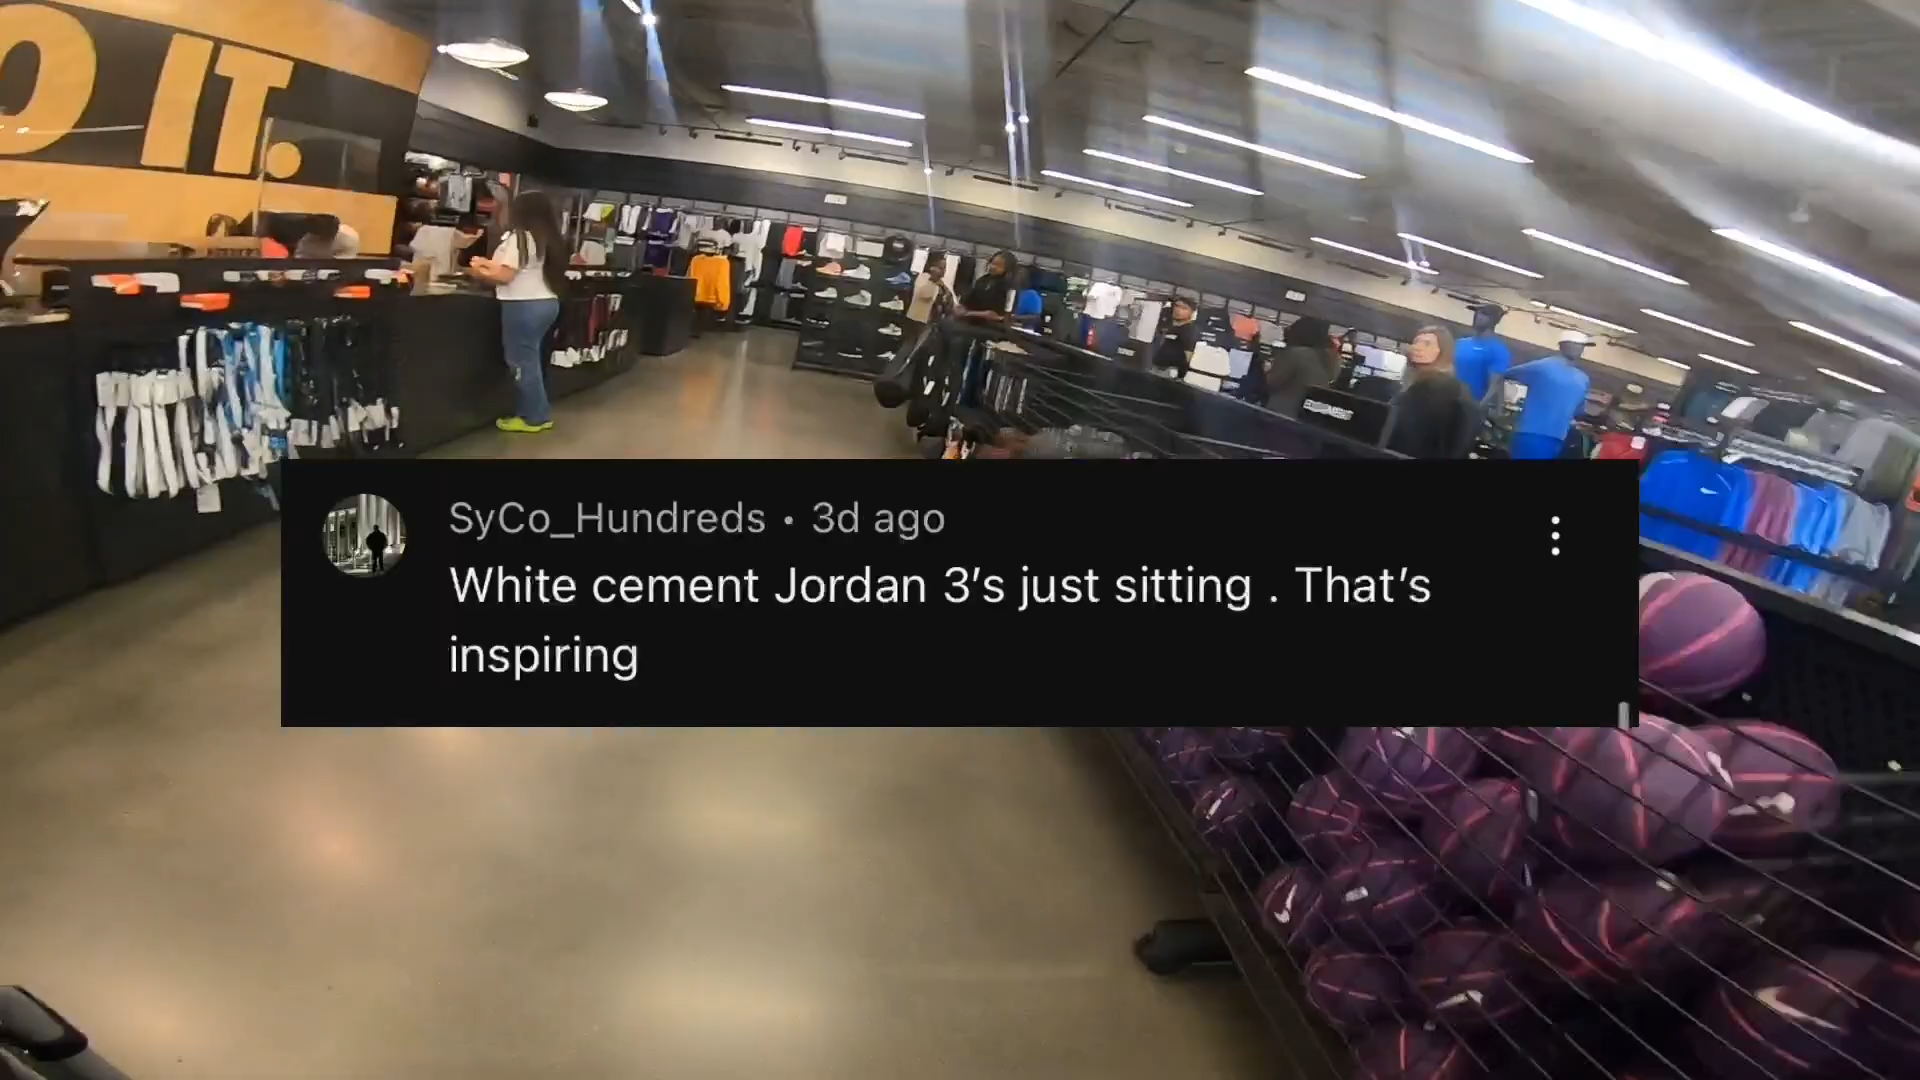 O IT.
SyCo_Hundreds • 3d ago
White cement Jordan 3’s just sitting . That’s
inspiring